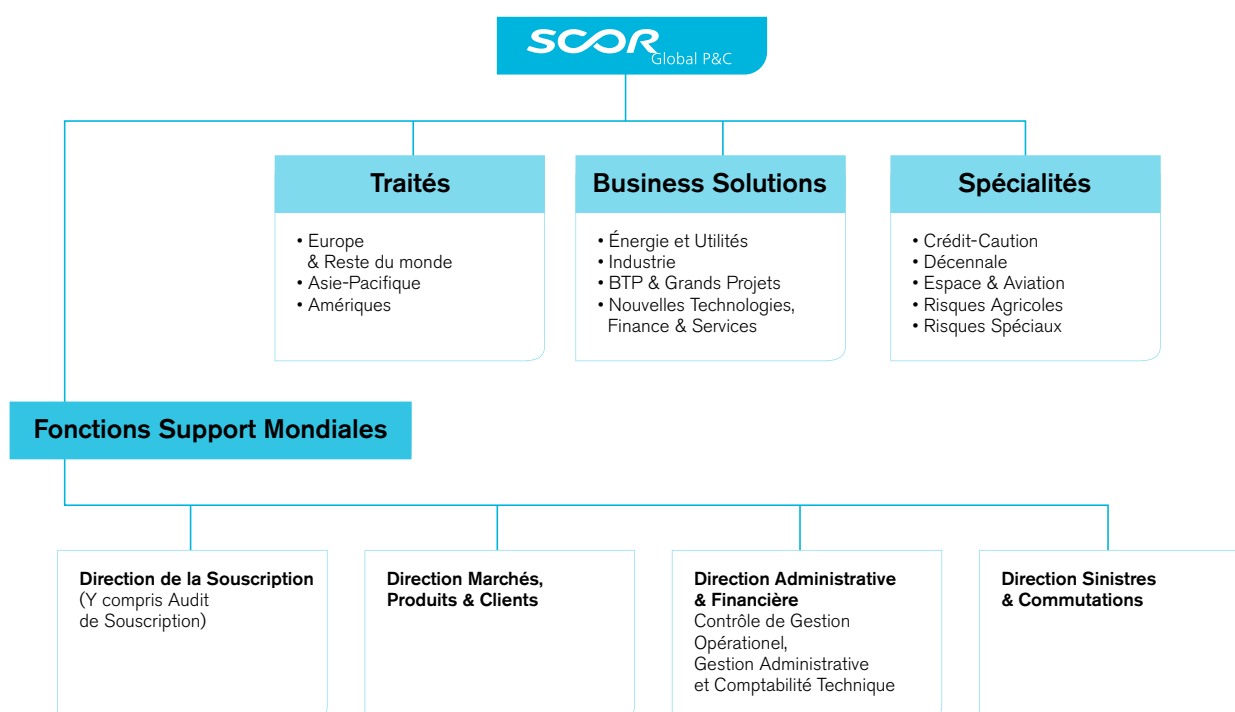 SCOR
Global P&C
Traités
• Europe
& Reste du monde
• Asie-Pacifique
• Amériques
Business Solutions
• Énergie et Utilités
• Industrie
• BTP & Grands Projets
• Nouvelles Technologies,
Finance & Services
Spécialités
• Crédit-Caution
• Décennale
• Espace & Aviation
• Risques Agricoles
• Risques Spéciaux
Fonctions Support Mondiales
Direction de la Souscription
(Y compris Audit
de Souscription)
Direction Marchés,
Produits & Clients
Direction Administrative
& Financière
Contrôle de Gestion
Opérationel,
Gestion Administrative
et Comptabilité Technique
Direction Sinistres
& Commutations